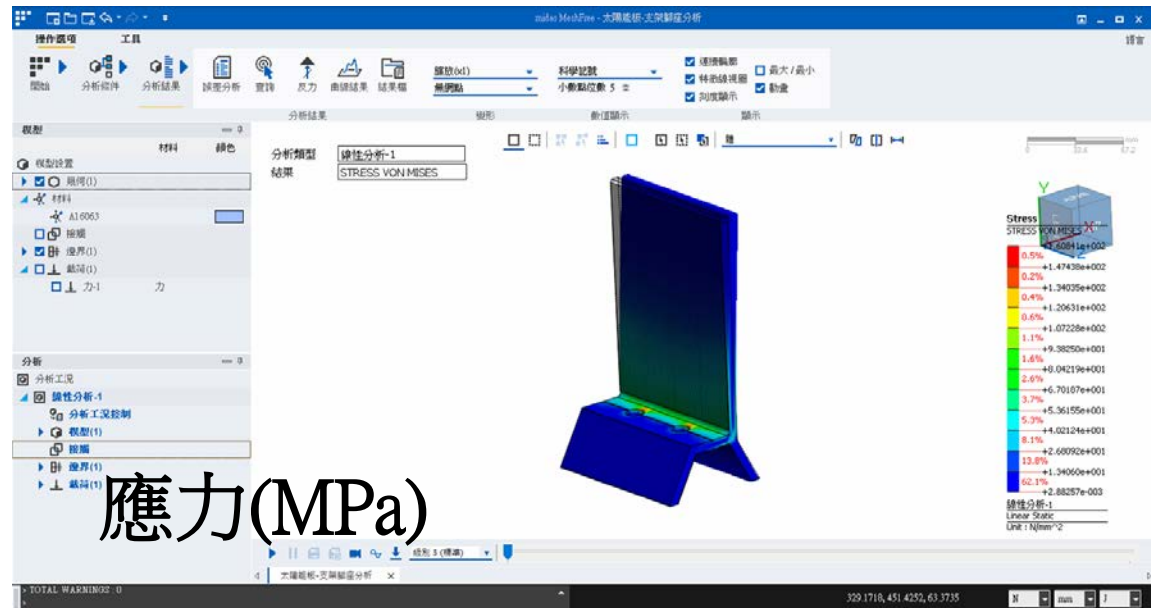 midas MeshFree - 太陽能板-支架腳座分析
操作選項 工具 語言
開始 分析條件 分析結果 誤差分析 查詢 反力 曲線結果 結果檔
縮放(x1) 科學記號
無網點 小數點位數 5
連接輪廓 最大/最小
特徵線視圖 動畫
刻度顯示
分析結果 變形 數值顯示 顯示
模型
材料 顏色
模型設置
幾何(1)
材料
A16063
接觸
邊界(1)
載荷(1)
力-1 力
分析
分析工況
線性分析-1
分析工況控制
模型(1)
接觸
邊界(1)
載荷(1)
應力(MPa)
分析類型 線性分析-1
結果 STRESS VON MISES
Y
X
Z
Stress
STRESS VON MISES
+1.60841e+002
0.5%
+1.47438e+002
0.2%
+1.34035e+002
0.4%
+1.20631e+002
0.6%
+1.07228e+002
1.1%
+9.38250e+001
1.6%
+8.04219e+001
2.6%
+6.70187e+001
3.7%
+5.36155e+001
5.3%
+4.02124e+001
8.1%
+2.68092e+001
13.8%
+1.34060e+001
62.1%
+2.88257e-003
線性分析-1
Linear Static
Unit : N/mm^2
級別 3 (標準)
太陽能板-支架腳座分析 ×
> TOTAL WARNINGS : 0
>
329.1718, 451.4252, 63.3735 N mm J